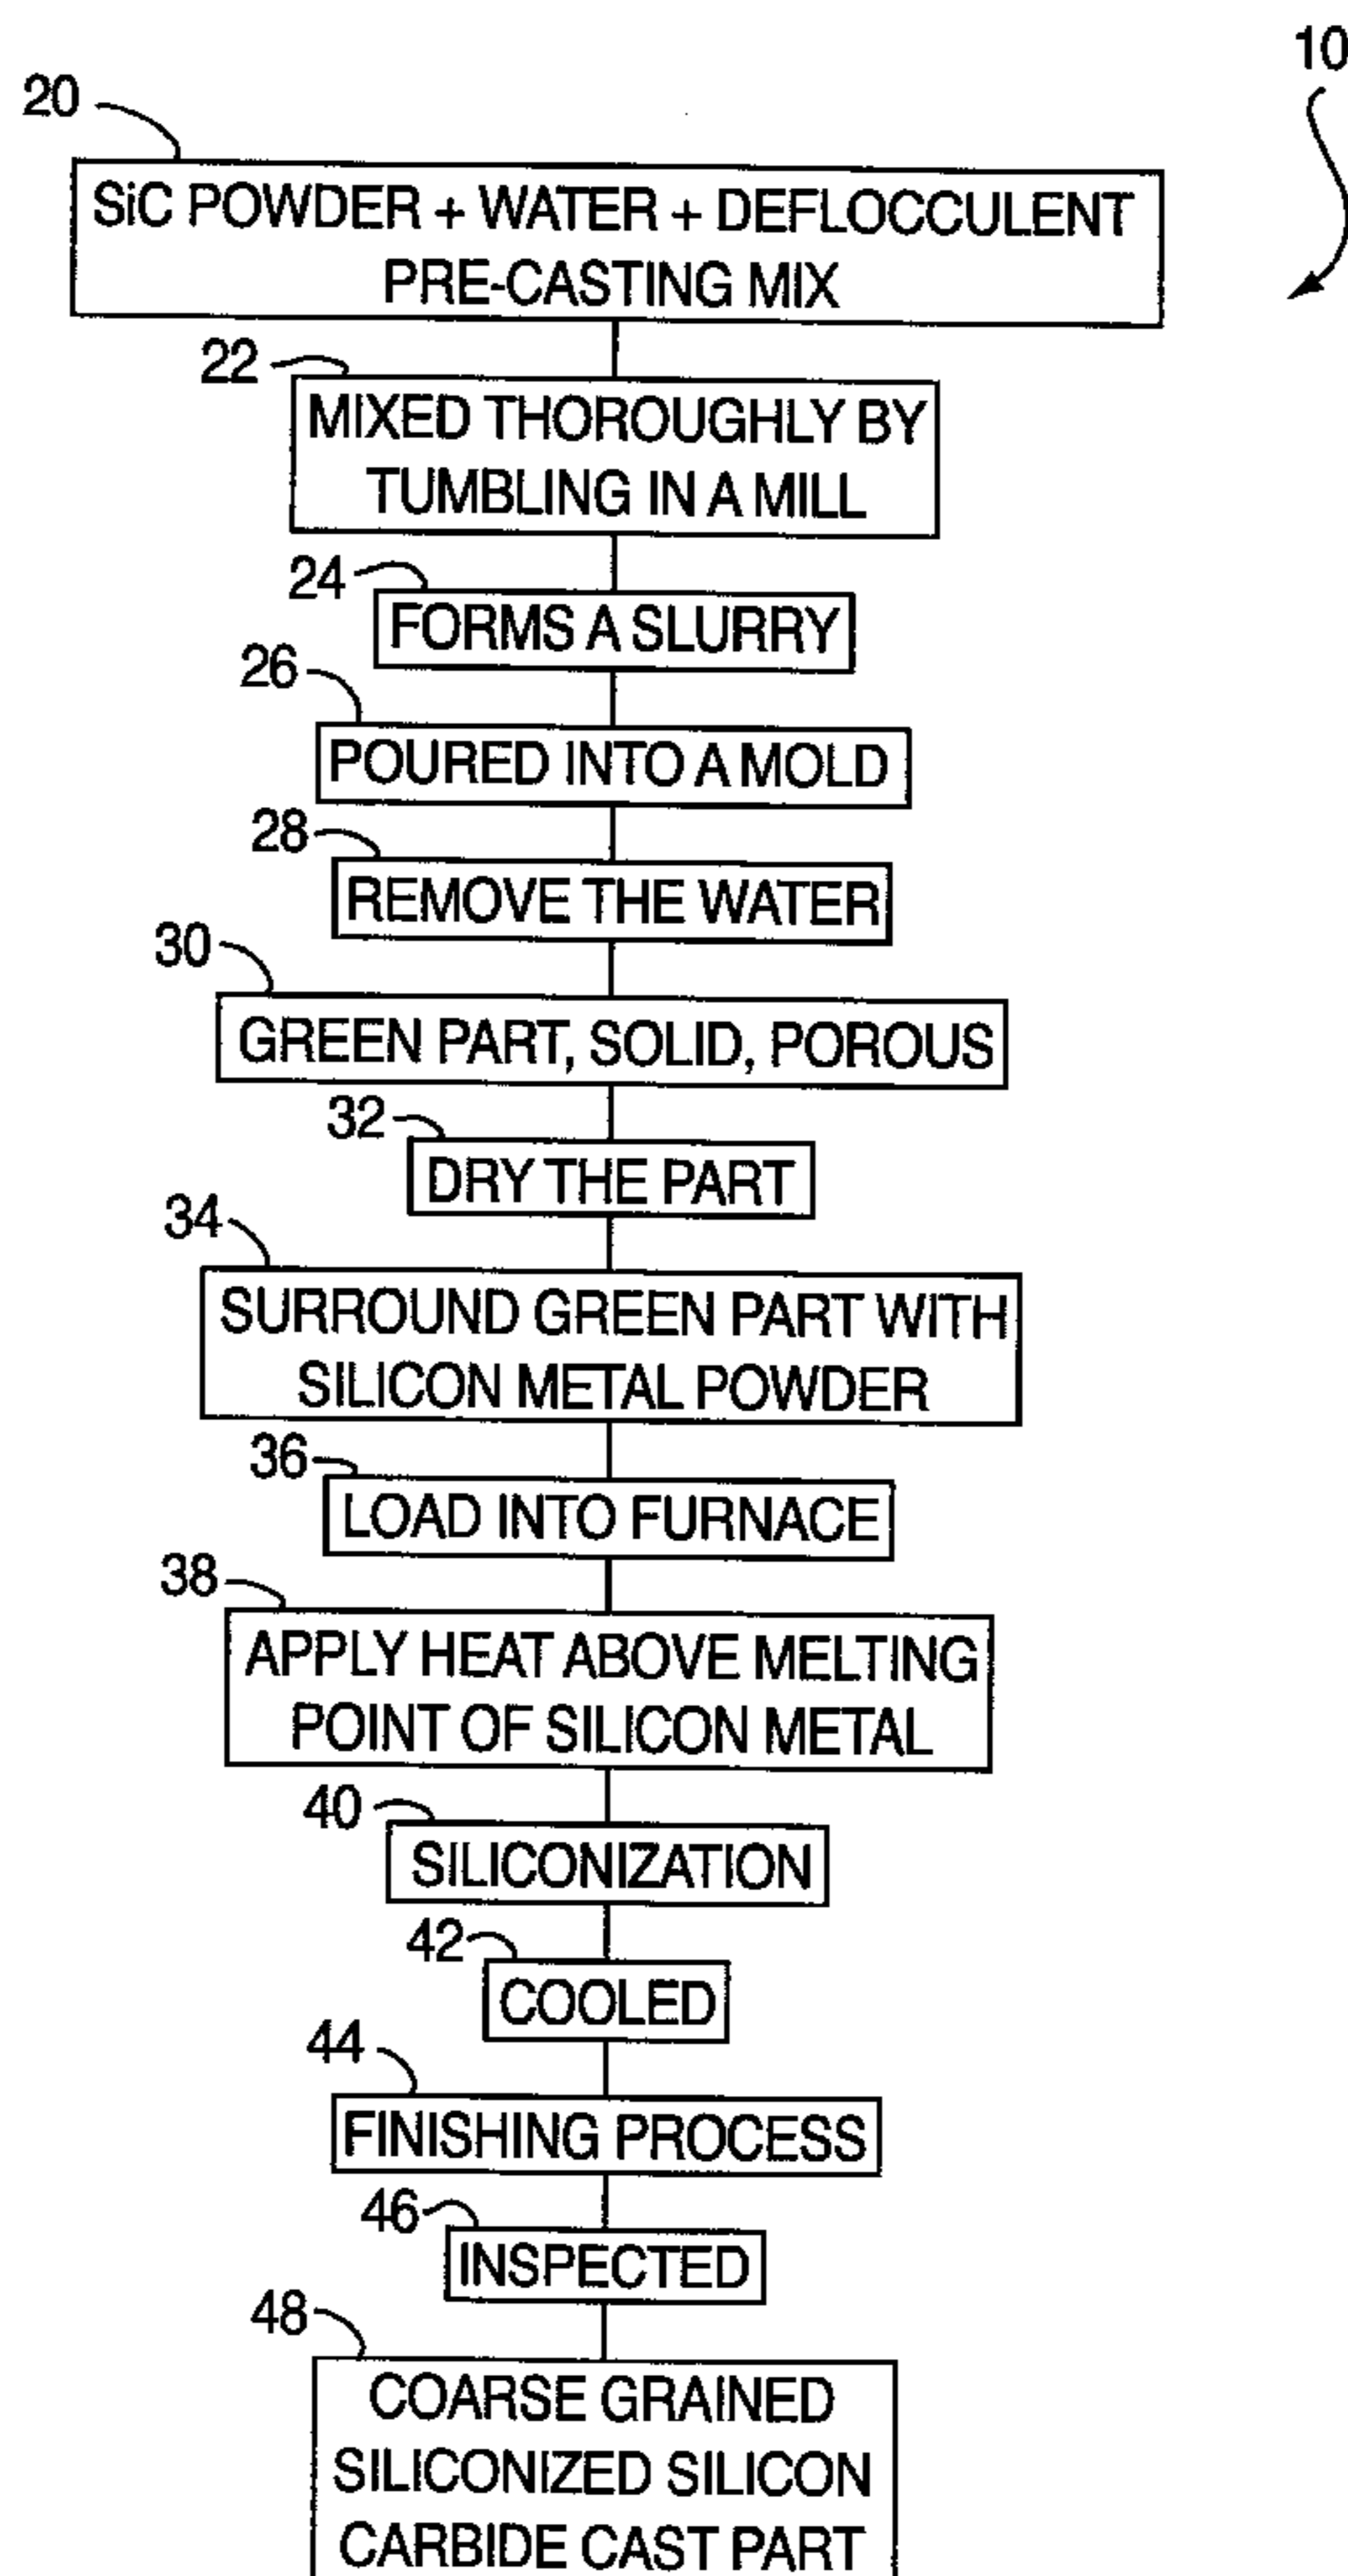 10
20
SiC POWDER + WATER + DEFLOCCULENT
PRE-CASTING MIX
22
MIXED THOROUGHLY BY
TUMBLING IN A MILL
24
FORMS A SLURRY
26
POURED INTO A MOLD
28
REMOVE THE WATER
30
GREEN PART, SOLID, POROUS
32
DRY THE PART
34
SURROUND GREEN PART WITH
SILICON METAL POWDER
36
LOAD INTO FURNACE
38
APPLY HEAT ABOVE MELTING
POINT OF SILICON METAL
40
SILICONIZATION
42
COOLED
44
FINISHING PROCESS
46
INSPECTED
48
COARSE GRAINED
SILICONIZED SILICON
CARBIDE CAST PART